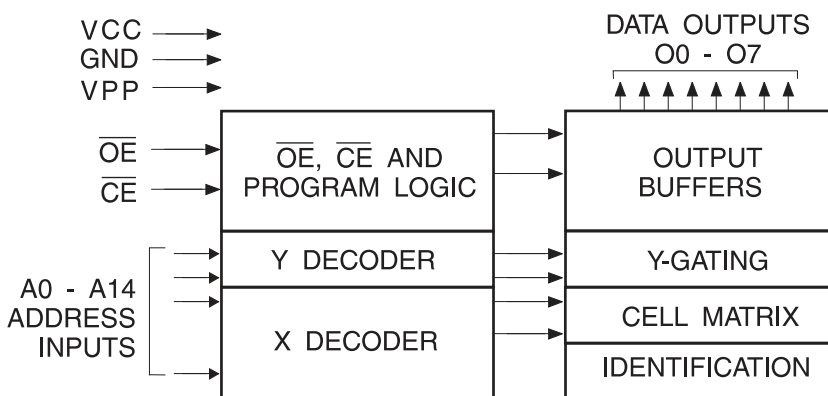 VCC
GND
VPP
DATA OUTPUTS
O0 - O7
OE
CE
OE, CE AND
PROGRAM LOGIC
OUTPUT
BUFFERS
A0 - A14
ADDRESS
INPUTS
Y DECODER
Y-GATING
X DECODER
CELL MATRIX
IDENTIFICATION